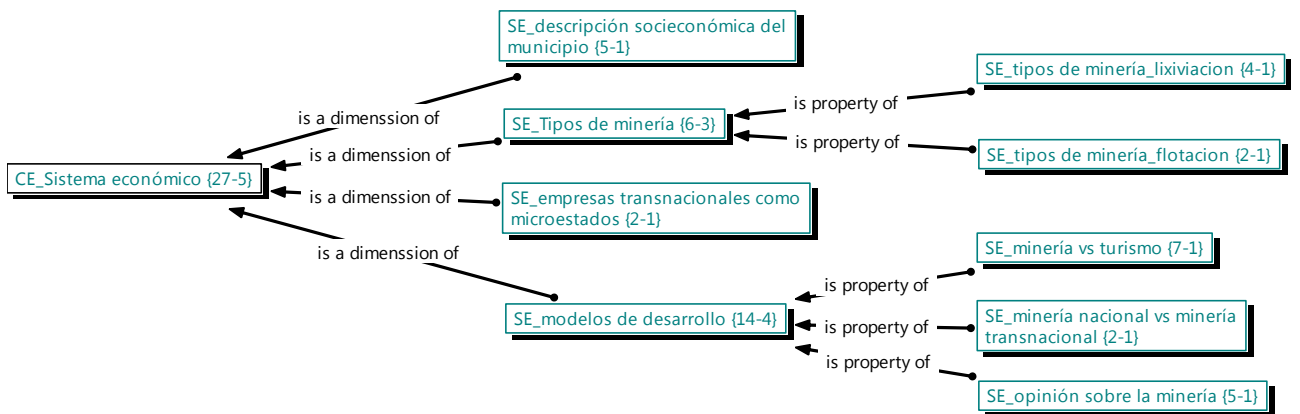 SE_descripción socieconómica del
municipio {5-1}
SE_tipos de minería_lixiviacion {4-1}
is property of
is a dimenssion of
SE_Tipos de minería {6-3}
is property of
is a dimenssion of
SE_tipos de minería_flotacion {2-1}
CE_Sistema económico {27-5}
is a dimenssion of
SE_empresas transnacionales como
microestados {2-1}
is a dimenssion of
SE_minería vs turismo {7-1}
is property of
SE_modelos de desarrollo {14-4}
SE_minería nacional vs minería
transnacional {2-1}
is property of
is property of
SE_opinión sobre la minería {5-1}